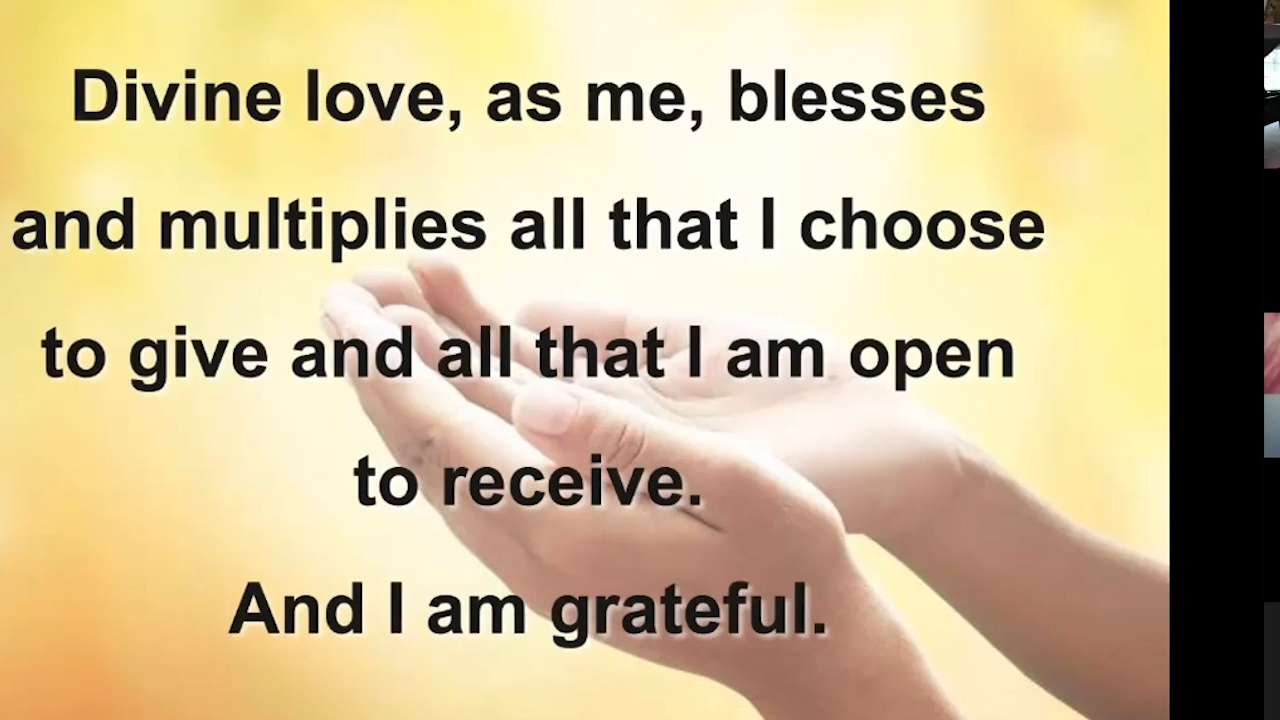 Divine love, as me, blesses
and multiplies all that I choose
to give and all that I am open
to receive.
And I am grateful.